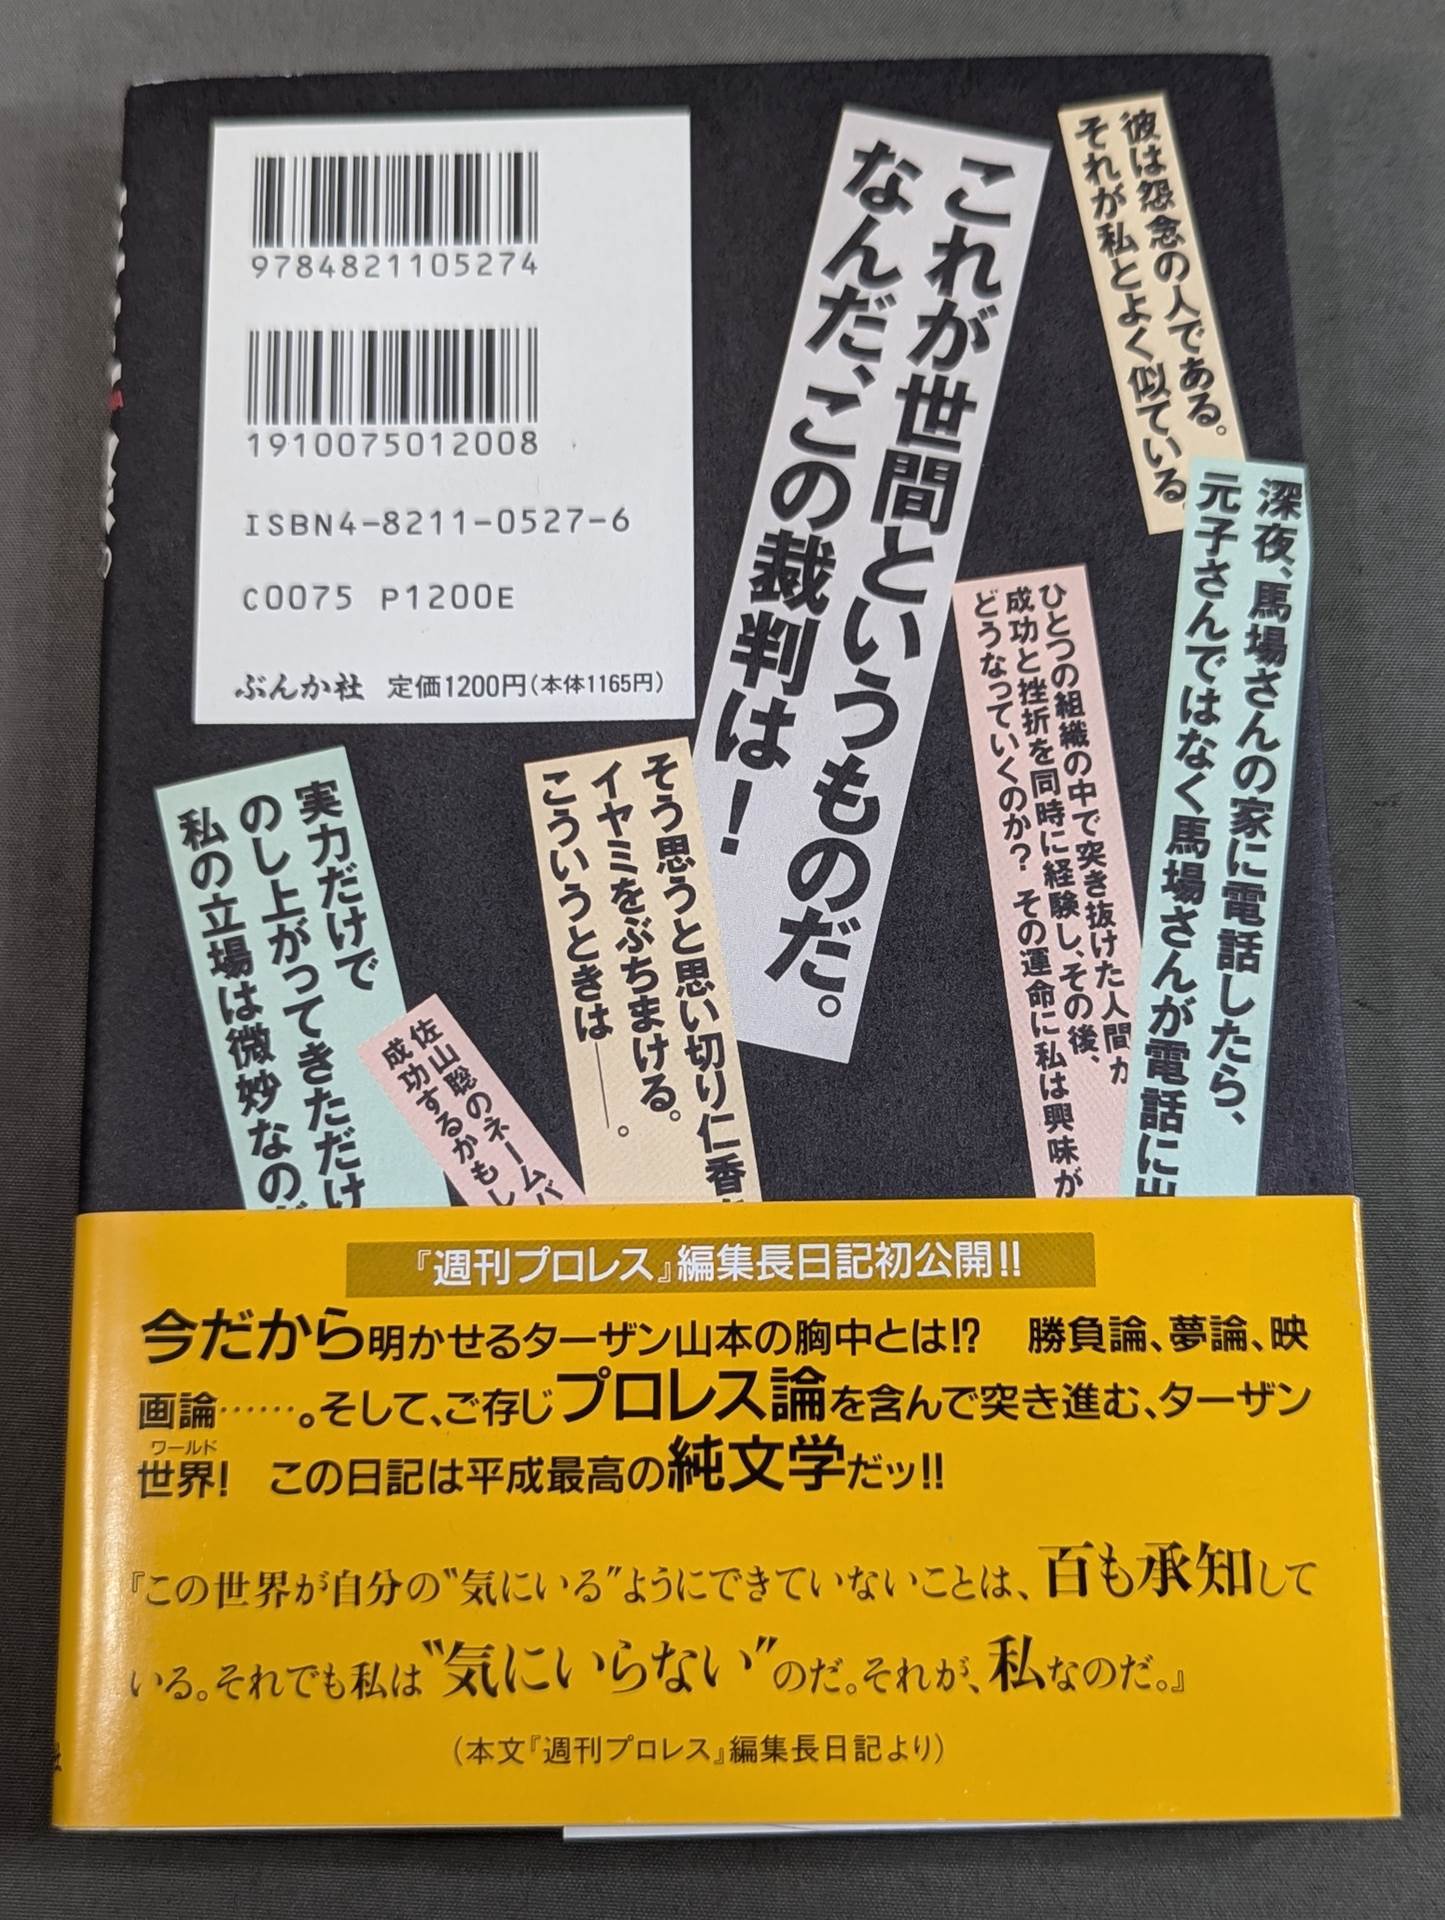 9784821105274
1910075012008
ISBN4-8211-0527-6
C0075 P1200E
ぶんか社 定価1200円(本体1165円)
彼は怨念の人である。
それが私とよく似ている。
これが世間というものだ。
なんだ、この裁判は!
深夜、馬場さんの家に電話したら、
元子さんではなく馬場さんが電話に出
ひとつの組織の中で突き抜けた人間が
成功と挫折を同時に経験し、その後、
どうなっていくのか? その運命に私は興味が
そう思うと思い切り仁香
イヤミをぶちまける。
こういうときは——。
実力だけで
のし上がってきただけ
私の立場は微妙なの
佐山聡のネームバ
成功するかもし
『週刊プロレス』編集長日記初公開!!
今だから明かせるターザン山本の胸中とは!? 勝負論、夢論、映
画論……。そして、ご存じプロレス論を含んで突き進む、ターザン
ワールド
世界! この日記は平成最高の純文学だッ!!
『この世界が自分の"気にいる"ようにできていないことは、百も承知して
いる。それでも私は"気にいらない"のだ。それが、私なのだ。』
(本文『週刊プロレス』編集長日記より)
社